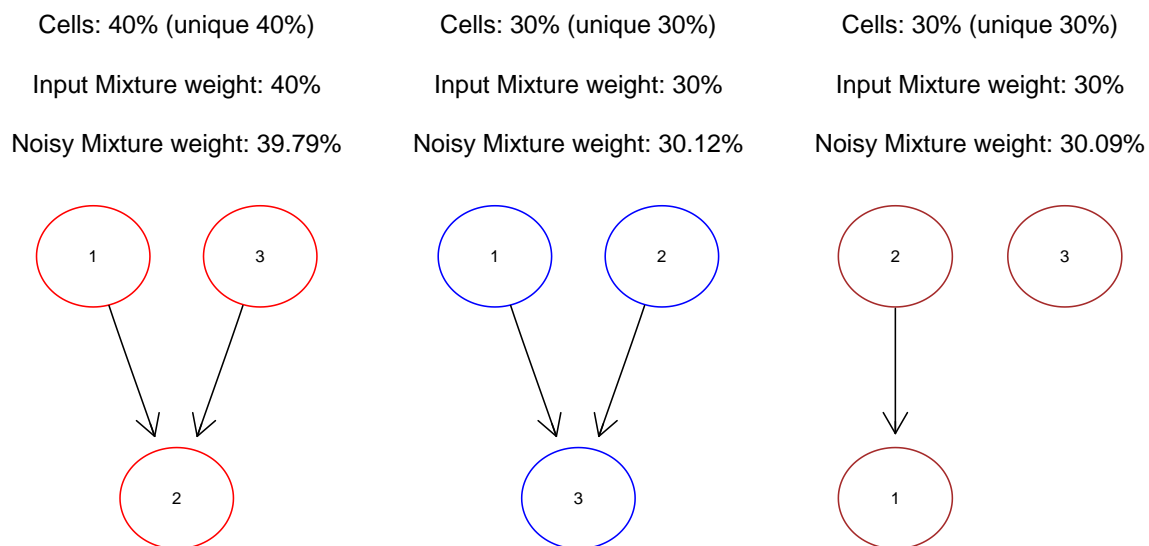 Cells: 40% (unique 40%)
Input Mixture weight: 40%
Noisy Mixture weight: 39.79%
1
3
2
Cells: 30% (unique 30%)
Input Mixture weight: 30%
Noisy Mixture weight: 30.12%
1
2
3
Cells: 30% (unique 30%)
Input Mixture weight: 30%
Noisy Mixture weight: 30.09%
2
3
1